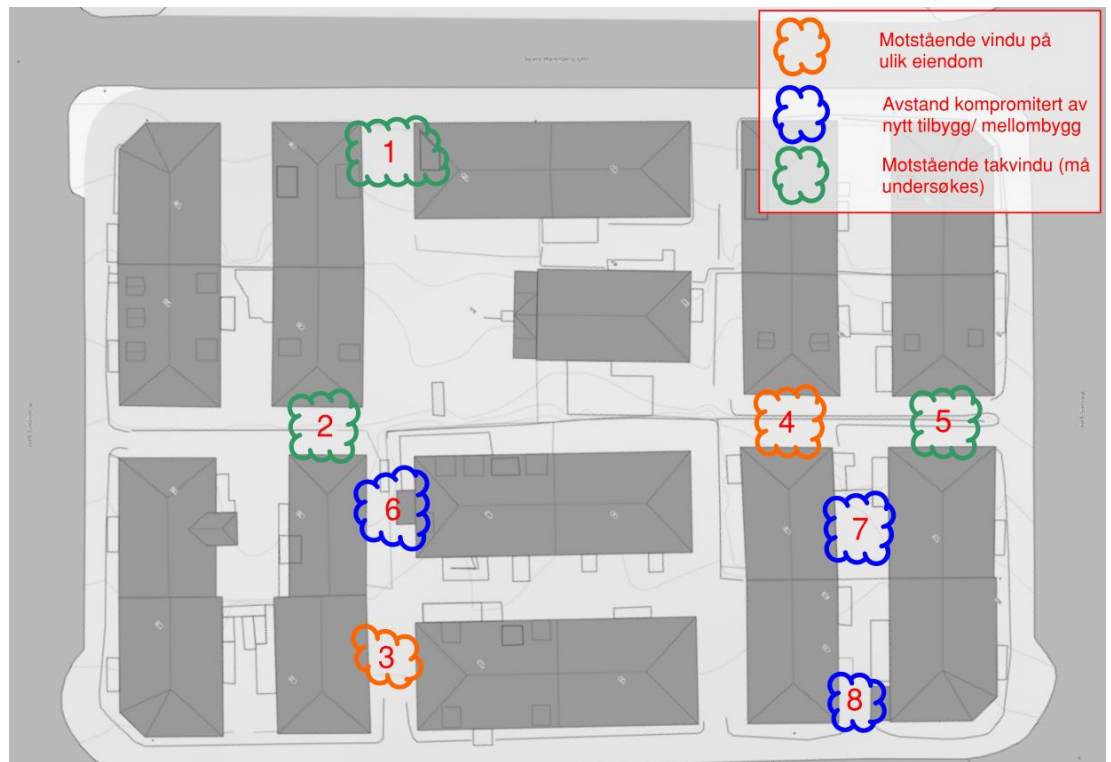 Motstående vindu på
ulik eiendom
Avstand kompromitert av
nytt tilbygg/ mellombygg
Motstående takvindu (må
undersøkes)
1
2
3
4
5
6
7
8